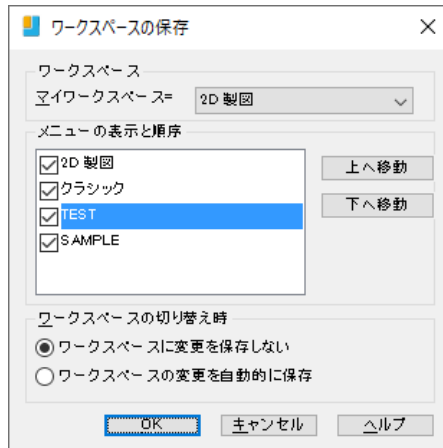 ワークスペースの保存
ワークスペース
マイワークスペース= 2D 製図
メニューの表示と順序
2D 製図
クラシック
TEST
SAMPLE
上へ移動
下へ移動
ワークスペースの切り替え時
ワークスペースに変更を保存しない
ワークスペースの変更を自動的に保存
OK キャンセル ヘルプ